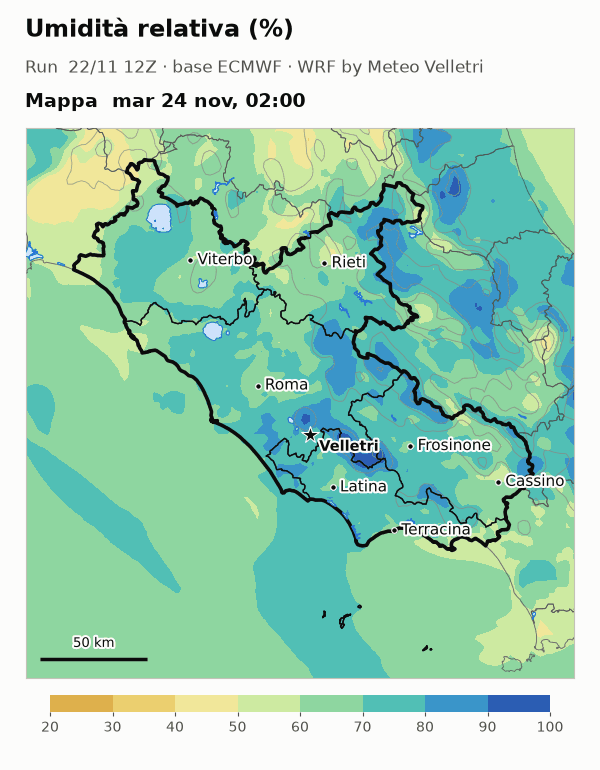 Umidità relativa (%)
Run 22/11 12Z · base ECMWF · WRF by Meteo Velletri
Mappa mar 24 nov, 02:00
Viterbo
Rieti
Roma
Velletri
Frosinone
Cassino
Latina
Terracina
50 km
20 30 40 50 60 70 80 90 100